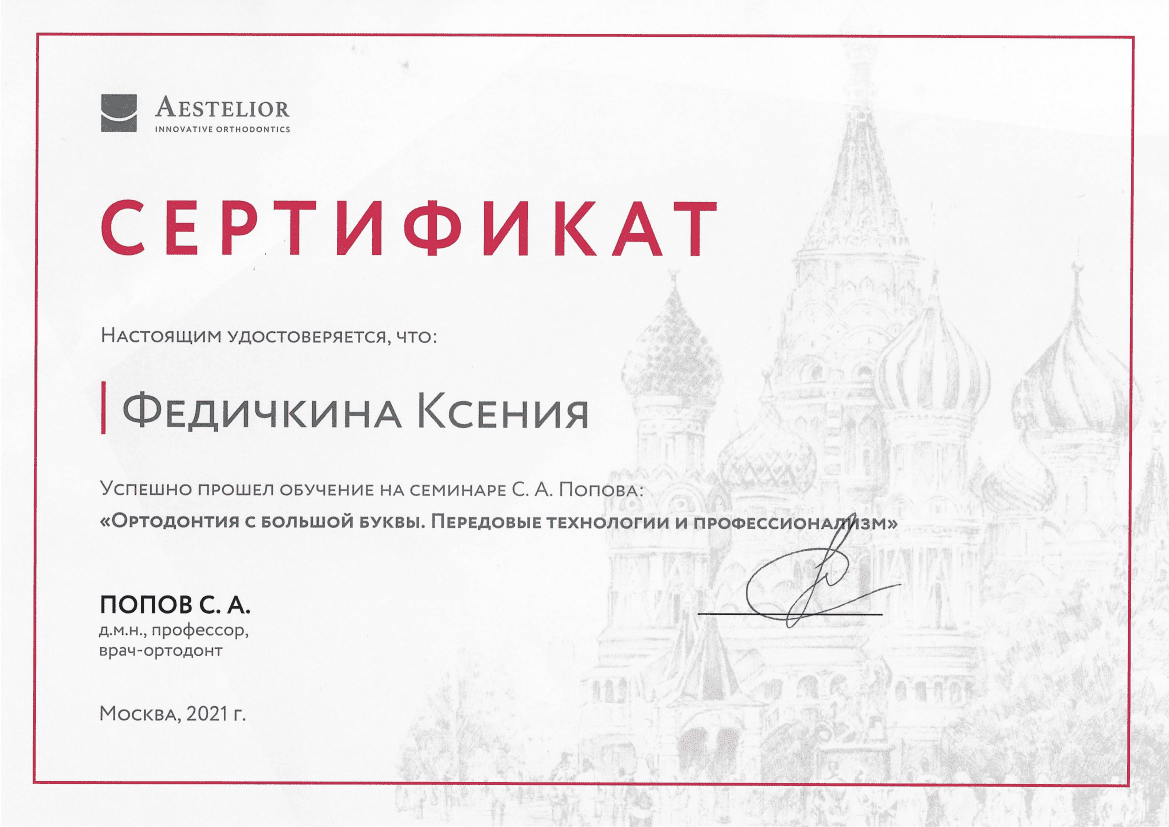 AESTELIOR
INNOVATIVE ORTHODONTICS
СЕРТИФИКАТ
Настоящим удостоверяется, что:
Федичкина Ксения
Успешно прошел обучение на семинаре С. А. Попова:
«Ортодонтия с большой буквы. Передовые технологии и профессионализм»
ПОПОВ С. А.
д.м.н., профессор,
врач-ортодонт
Москва, 2021 г.